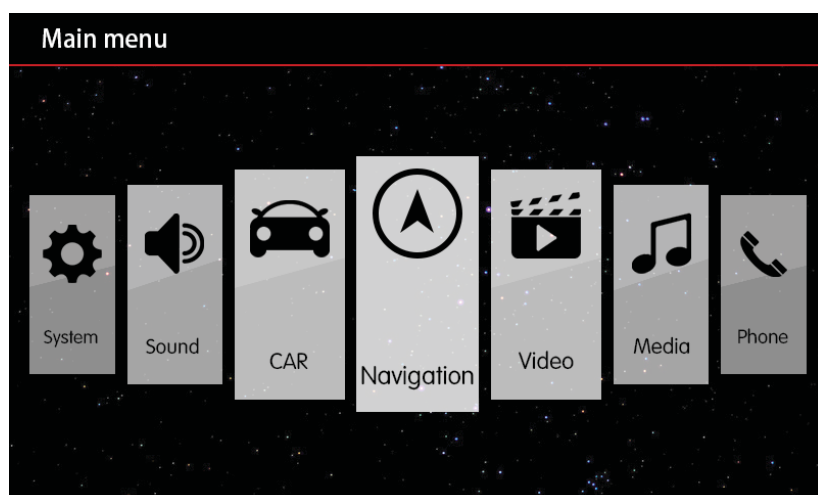 Main menu
System
Sound
CAR
Navigation
Video
Media
Phone